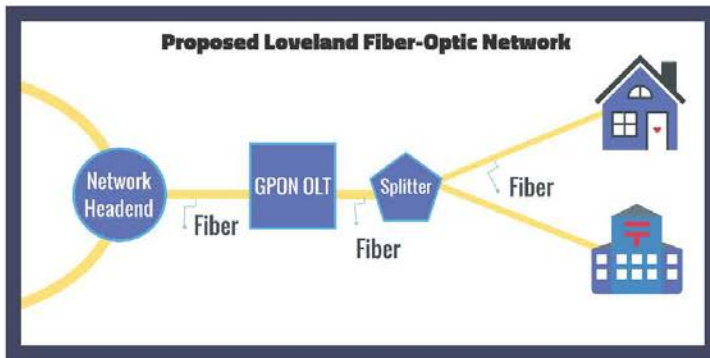 Proposed Loveland Fiber-Optic Network
Network
Headend
Fiber
GPON OLT
Fiber
Splitter
Fiber